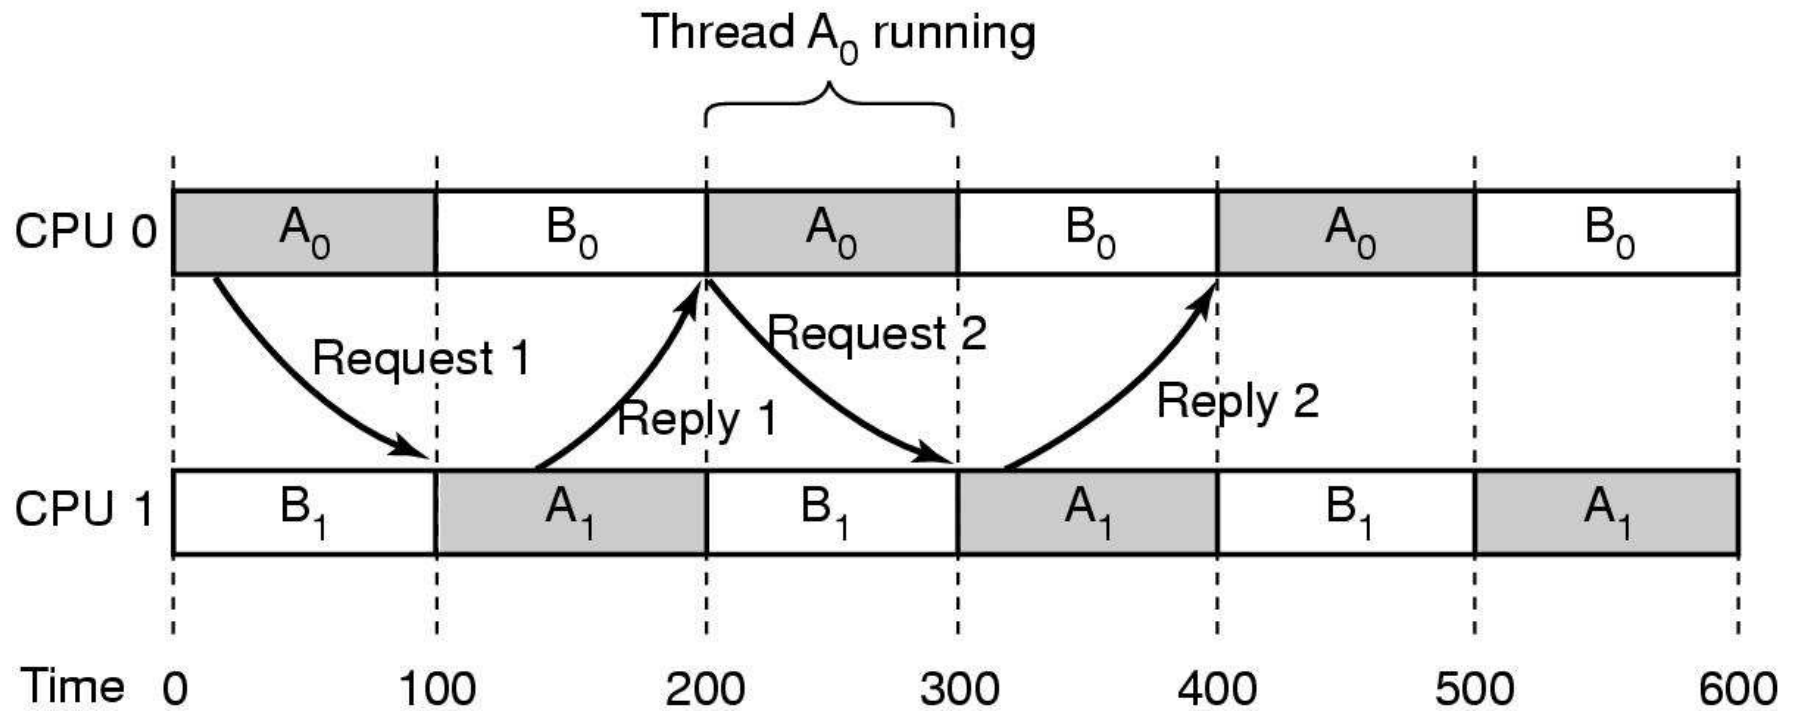 Thread A₀ running
CPU 0 A₀ B₀ A₀ B₀ A₀ B₀
Request 2
Request 1
Reply 2
Reply 1
CPU 1 B₁ A₁ B₁ A₁ B₁ A₁
Time 0 100 200 300 400 500 600